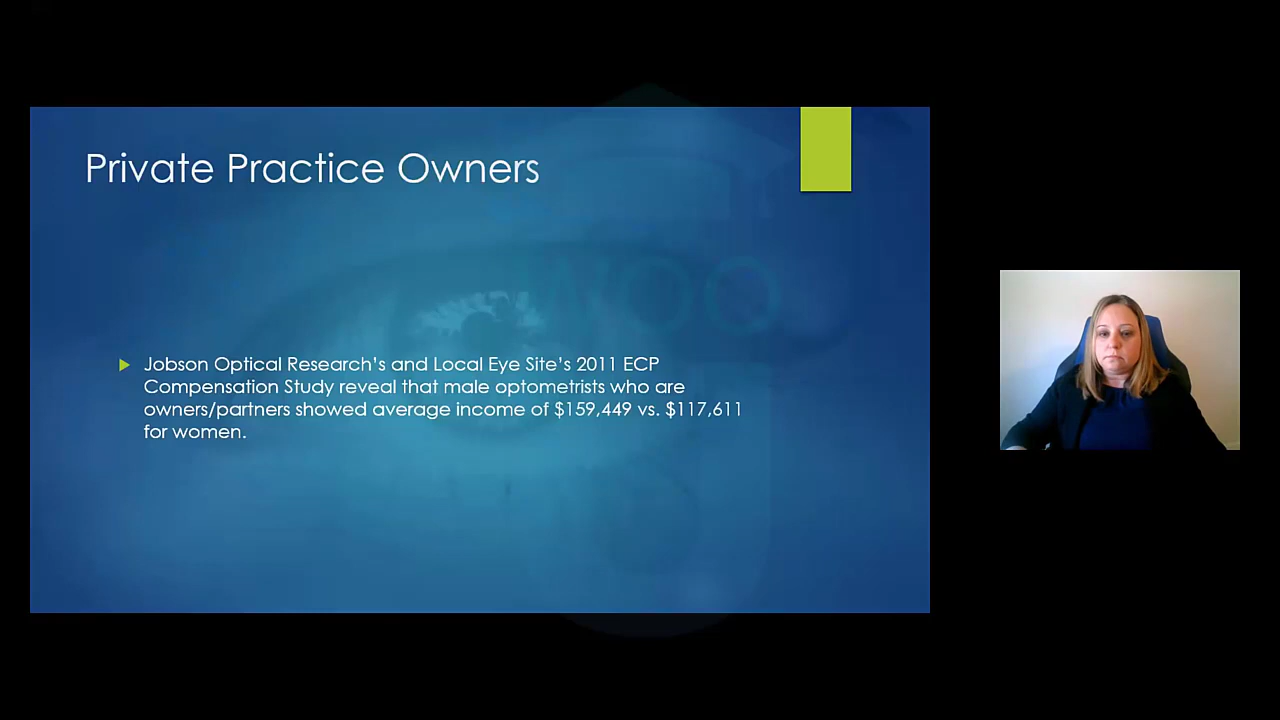 Private Practice Owners
WOO
Jobson Optical Research's and Local Eye Site's 2011 ECP
Compensation Study reveal that male optometrists who are
owners/partners showed average income of $159,449 vs. $117,611
for women.